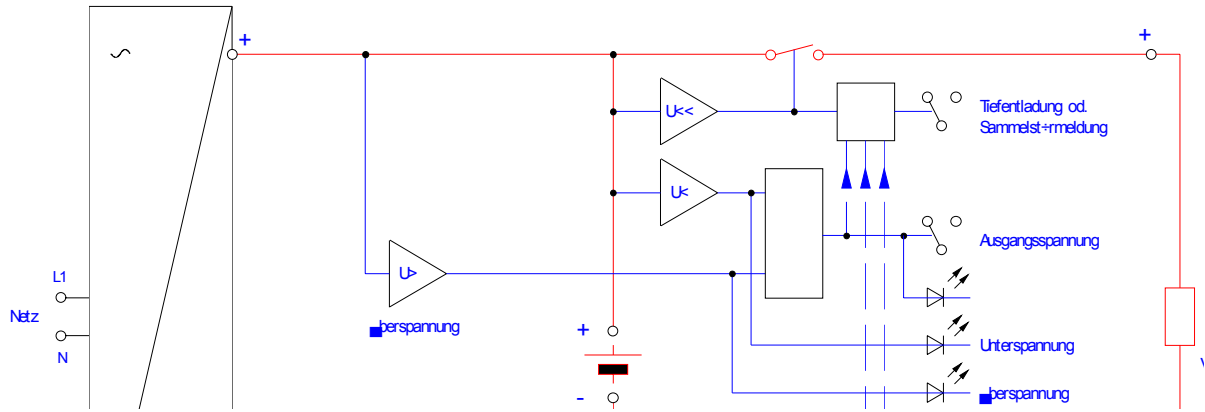 +
+
U<<
Tiefentladung od.
Sammelst÷rmeldung
U<
Ausgangsspannung
U>
L1
Netz
■berspannung
+
N
Unterspannung
-
■berspannung